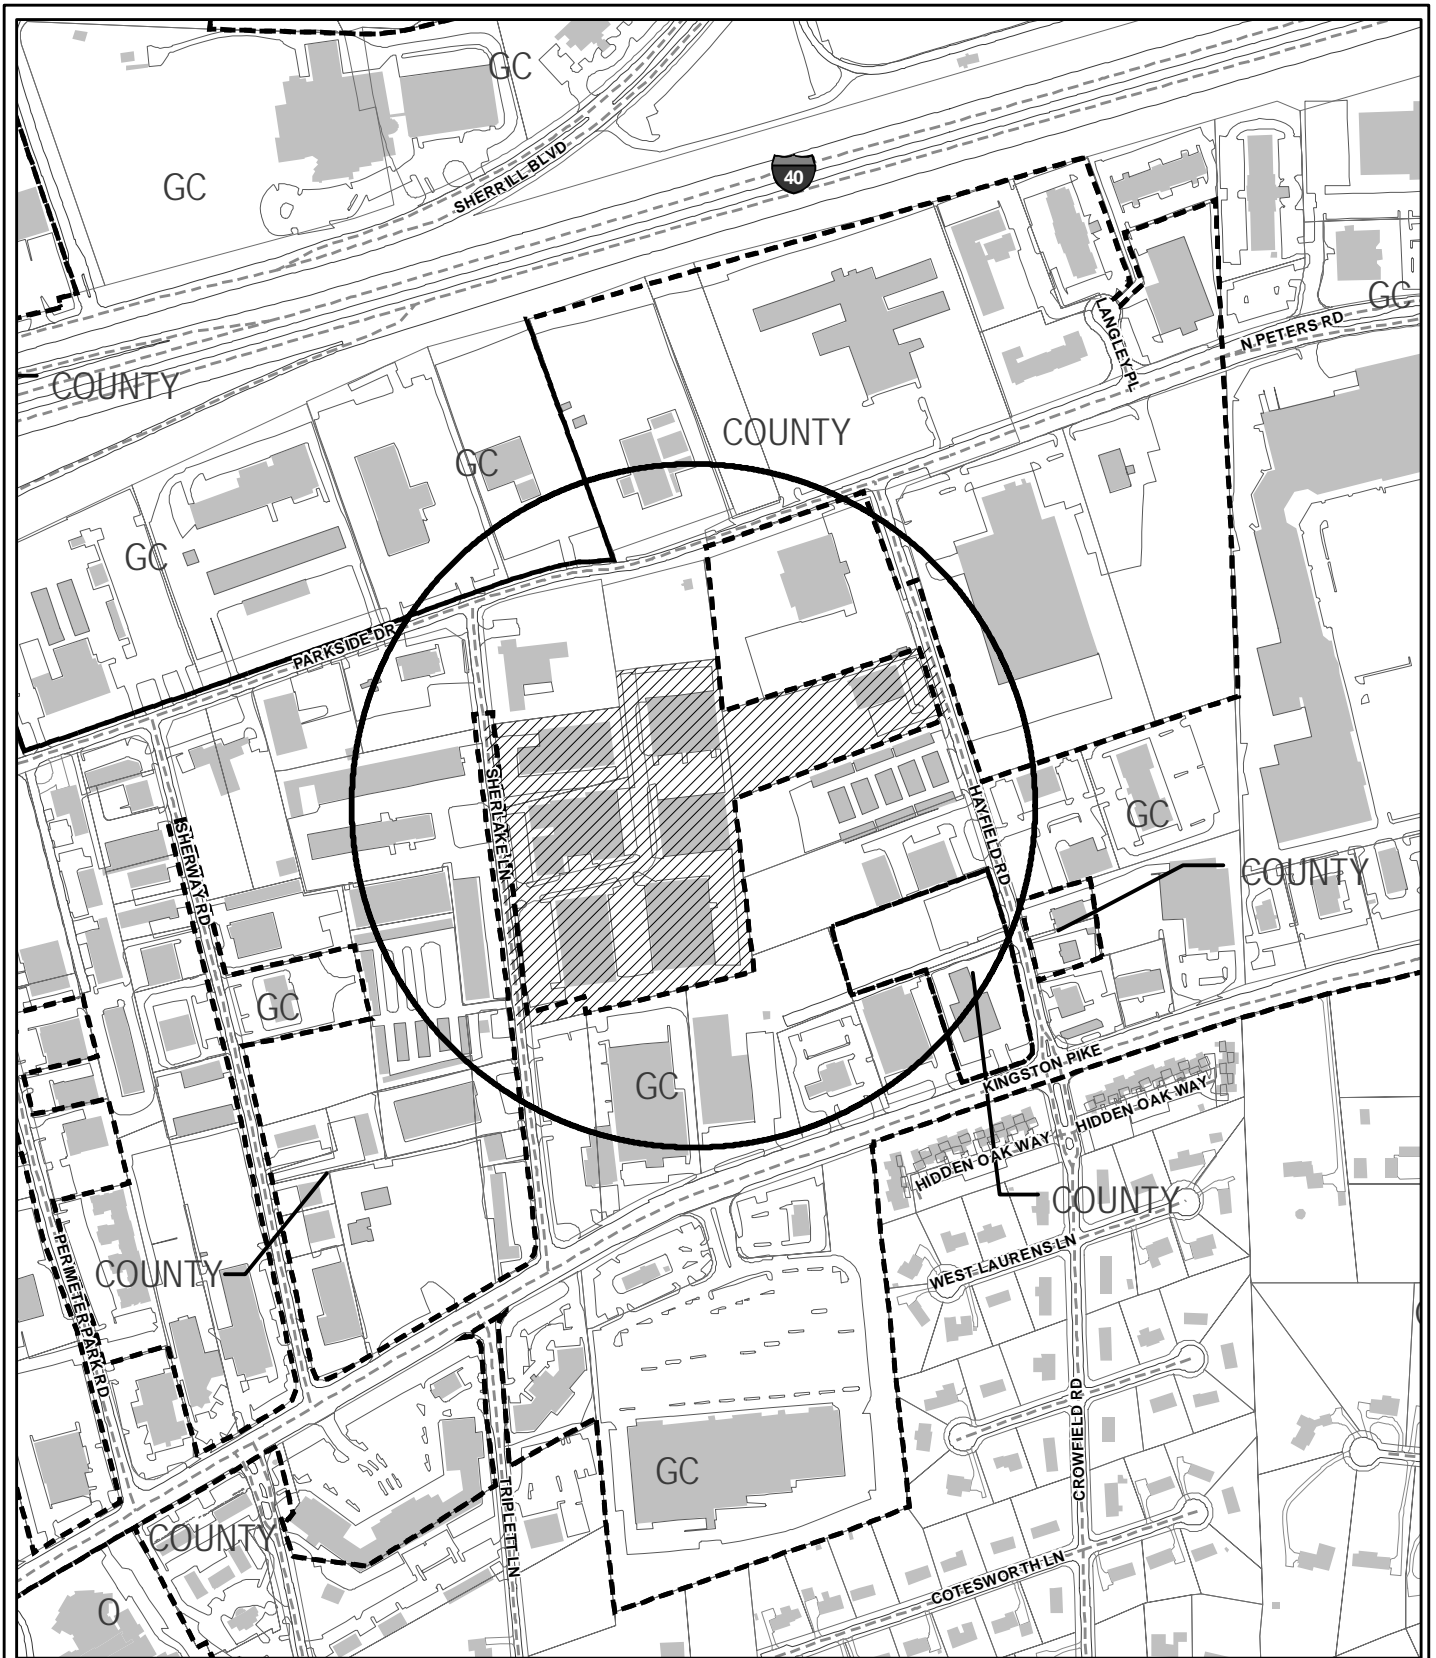 GC
GC
SHERRILL BLVD
40
GC
N PETERS RD
LANGLEY PL
COUNTY
COUNTY
GC
GC
PARKSIDE DR
SHERLAKE LN
HAYFIELD RD
GC
SHERWAY RD
COUNTY
GC
KINGSTON PIKE
GC
HIDDEN OAK WAY
HIDDEN OAK WAY
COUNTY
WEST LAURENS LN
COUNTY
PERIMETER PARK RD
CROWFIELD RD
GC
TRIPLETT LN
COUNTY
COTESWORTH LN
O